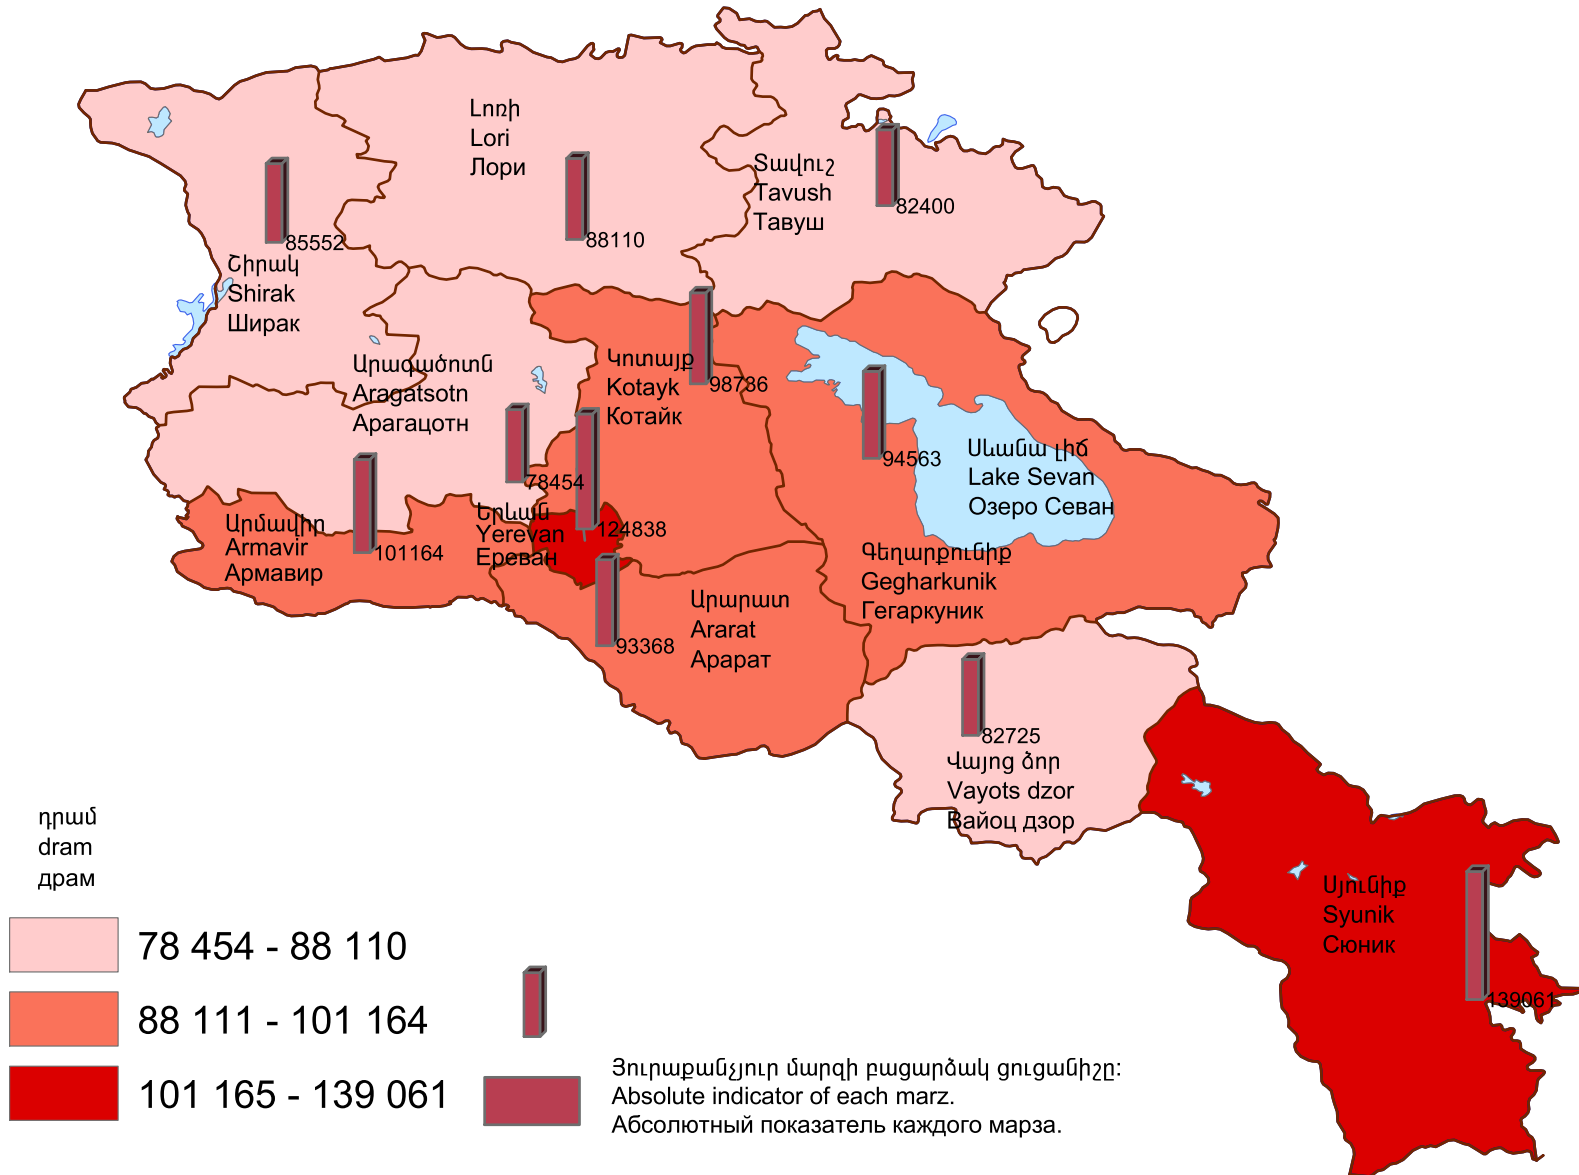 Լոռի
Lori
Лори
Տավուշ
Tavush
Тавуш
82400
85552
88110
Շիրակ
Shirak
Ширак
Արագածոտն
Aragatsotn
Арагацотн
Կոտայք
Kotayk
Котайк
98736
94563
Սևանա լիճ
Lake Sevan
Озеро Севан
78454
Երևան
Yerevan
Ереван
124838
Արմավիր
Armavir
Армавир
101164
Գեղարքունիք
Gegharkunik
Гегаркуник
Արարատ
Ararat
Арарат
93368
82725
Վայոց ձոր
Vayots dzor
Вайоц дзор
Սյունիք
Syunik
Сюник
139061
դրամ
dram
драм
78 454 - 88 110
88 111 - 101 164
101 165 - 139 061
Յուրաքանչյուր մարզի բացարձակ ցուցանիշը:
Absolute indicator of each marz.
Абсолютный показатель каждого марза.